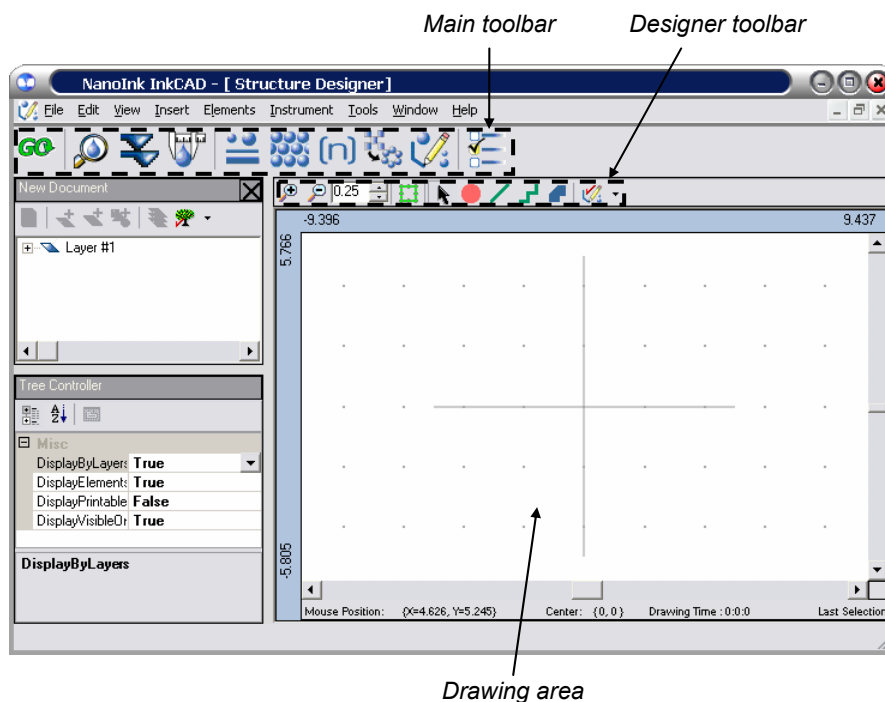 Main toolbar Designer toolbar
NanoInk InkCAD - [ Structure Designer]
File Edit View Insert Elements Instrument Tools Window Help
GO (n)
New Document
0.25
-9.396 9.437
5.766
Layer #1
Tree Controller
Misc
DisplayByLayers True
DisplayElements True
DisplayPrintable False
DisplayVisibleOr True
-5.805
DisplayByLayers
Mouse Position: {X=4.626, Y=5.245} Center: {0, 0} Drawing Time : 0:0:0 Last Selection
Drawing area